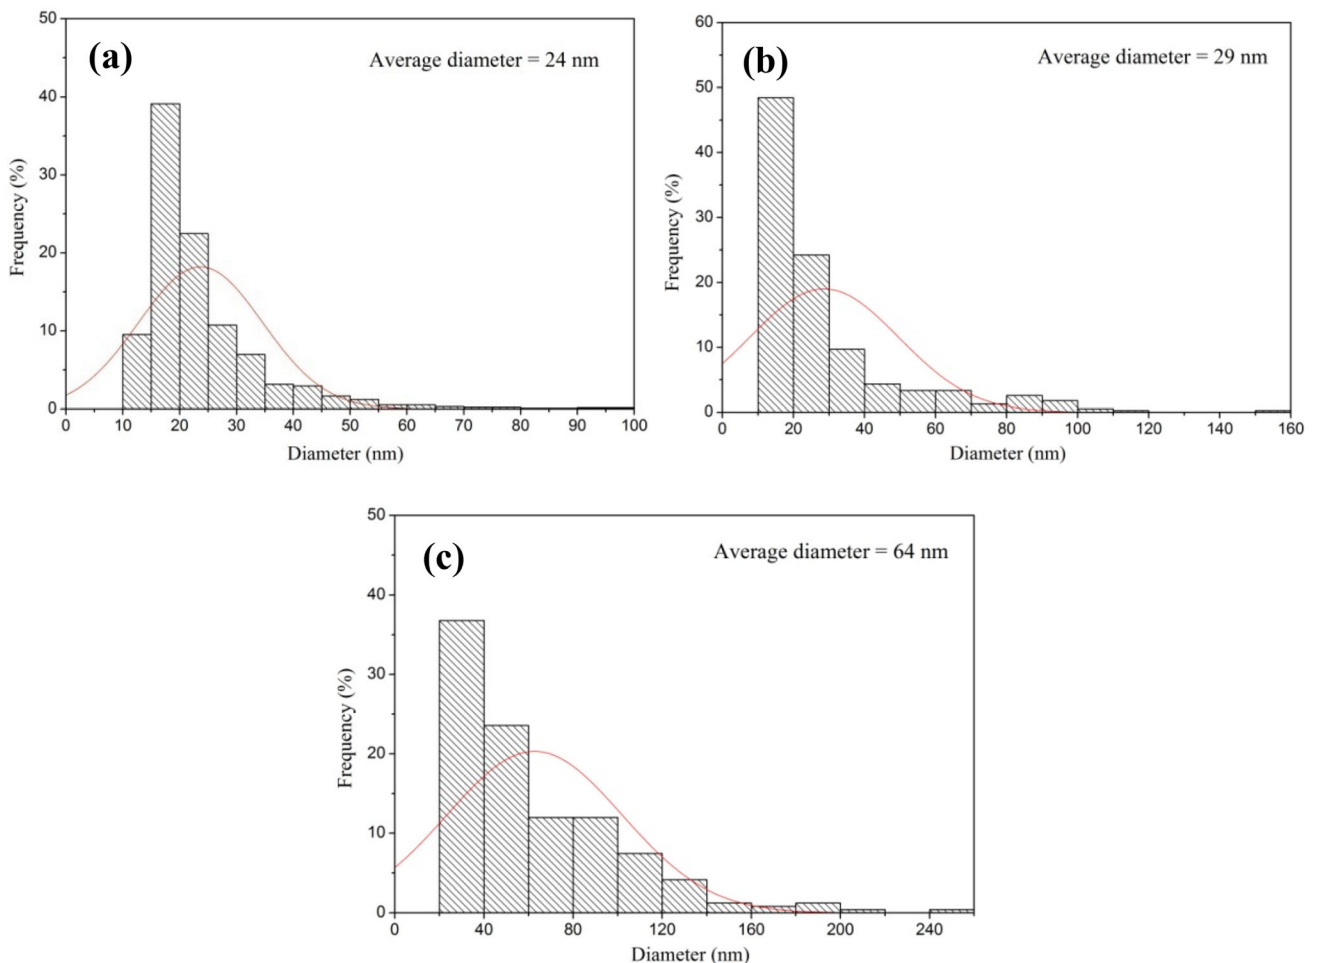 (a)
Average diameter = 24 nm
50
40
30
20
10
0
Frequency (%)
0 10 20 30 40 50 60 70 80 90 100
Diameter (nm)
(b)
Average diameter = 29 nm
60
50
40
30
20
10
0
Frequency (%)
0 20 40 60 80 100 120 140 160
Diameter (nm)
(c)
Average diameter = 64 nm
50
40
30
20
10
0
Frequency (%)
0 40 80 120 160 200 240
Diameter (nm)